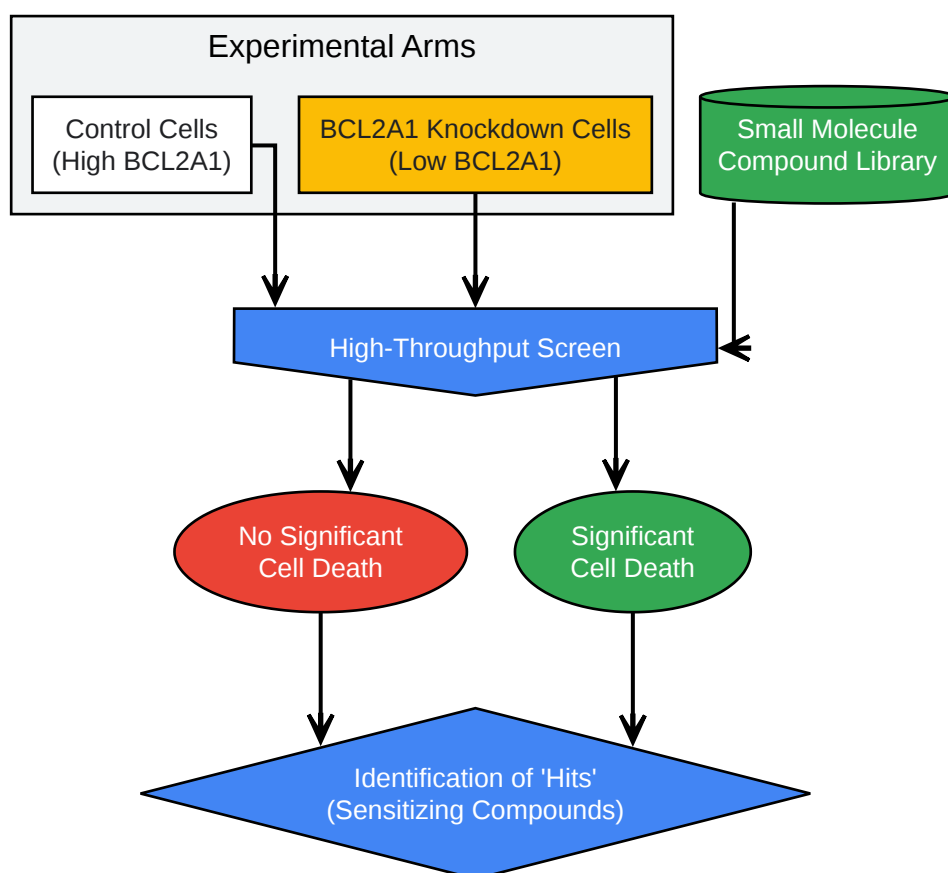 Experimental Arms
Control Cells
(High BCL2A1)
BCL2A1 Knockdown Cells
(Low BCL2A1)
Small Molecule
Compound Library
High-Throughput Screen
No Significant
Cell Death
Significant
Cell Death
Identification of 'Hits'
(Sensitizing Compounds)